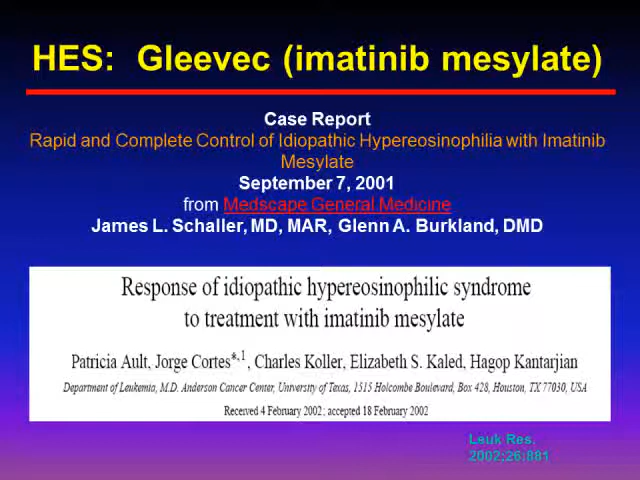 HES:  Gleevec (imatinib mesylate)
Case Report
Rapid and Complete Control of Idiopathic Hypereosinophilia with Imatinib
Mesylate
September 7, 2001
from Medscape General Medicine
James L. Schaller, MD, MAR, Glenn A. Burkland, DMD
Response of idiopathic hypereosinophilic syndrome
to treatment with imatinib mesylate
Patricia Ault, Jorge Cortes*,1, Charles Koller, Elizabeth S. Kaled, Hagop Kantarjian
Department of Leukemia, M.D. Anderson Cancer Center, University of Texas, 1515 Holcombe Boulevard, Box 428, Houston, TX 77030, USA
Received 4 February 2002; accepted 18 February 2002
Leuk Res.
2002;26:881